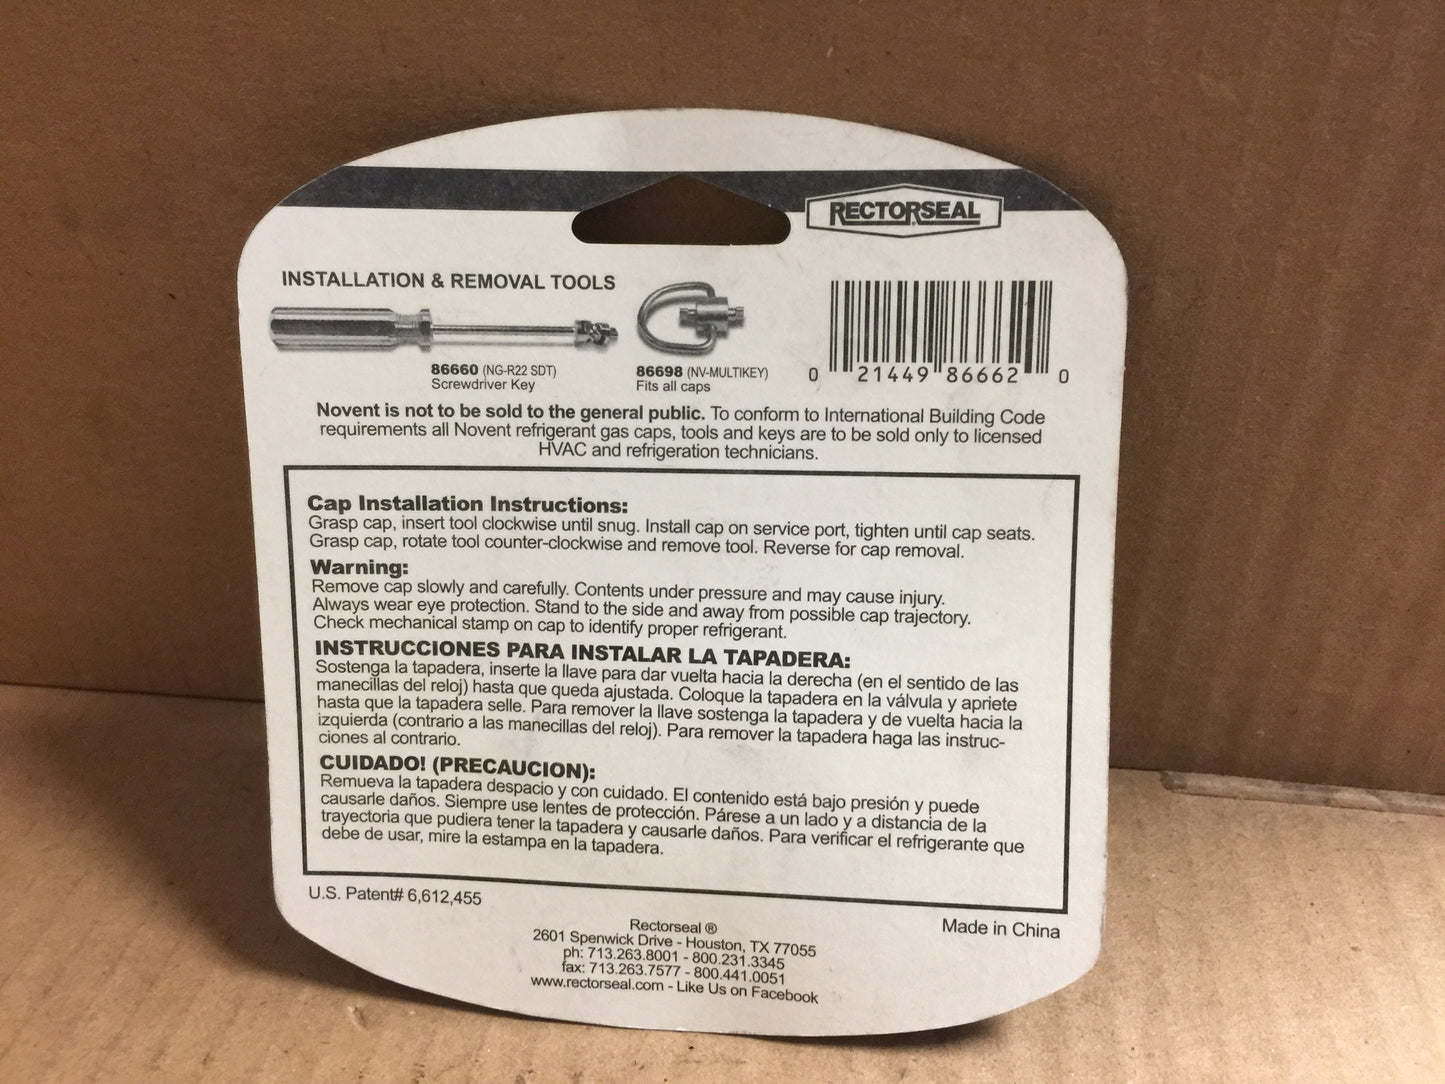 RECTORSEAL
INSTALLATION & REMOVAL TOOLS
86660 (NG-R22 SDT)
Screwdriver Key
86698 (NV-MULTIKEY)
Fits all caps
0 21449 86662 0
Novent is not to be sold to the general public. To conform to International Building Code
requirements all Novent refrigerant gas caps, tools and keys are to be sold only to licensed
HVAC and refrigeration technicians.
Cap Installation Instructions:
Grasp cap, insert tool clockwise until snug. Install cap on service port, tighten until cap seats.
Grasp cap, rotate tool counter-clockwise and remove tool. Reverse for cap removal.
Warning:
Remove cap slowly and carefully. Contents under pressure and may cause injury.
Always wear eye protection. Stand to the side and away from possible cap trajectory.
Check mechanical stamp on cap to identify proper refrigerant.
INSTRUCCIONES PARA INSTALAR LA TAPADERA:
Sostenga la tapadera, inserte la llave para dar vuelta hacia la derecha (en el sentido de las
manecillas del reloj) hasta que queda ajustada. Coloque la tapadera en la válvula y apriete
hasta que la tapadera selle. Para remover la llave sostenga la tapadera y de vuelta hacia la
izquierda (contrario a las manecillas del reloj). Para remover la tapadera haga las instruc-
ciones al contrario.
CUIDADO! (PRECAUCION):
Remueva la tapadera despacio y con cuidado. El contenido está bajo presión y puede
causarle daños. Siempre use lentes de protección. Párese a un lado y a distancia de la
trayectoria que pudiera tener la tapadera y causarle daños. Para verificar el refrigerante que
debe de usar, mire la estampa en la tapadera.
U.S. Patent# 6,612,455
Made in China
Rectorseal ®
2601 Spenwick Drive - Houston, TX 77055
ph: 713.263.8001 - 800.231.3345
fax: 713.263.7577 - 800.441.0051
www.rectorseal.com - Like Us on Facebook